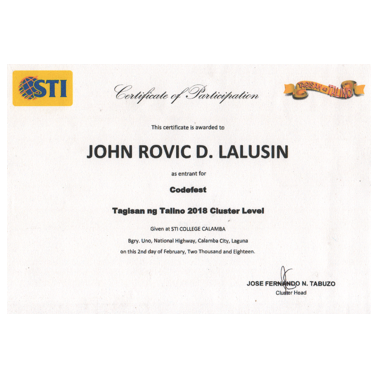 STI
Certificate of Participation
This certificate is awarded to
JOHN ROVIC D. LALUSIN
as entrant for
Codefest
Tagisan ng Talino 2018 Cluster Level
Given at STI COLLEGE CALAMBA
Bgry. Uno, National Highway, Calamba City, Laguna
on this 2nd day of February, Two Thousand and Eighteen.
JOSE FERNANDO N. TABUZO
Cluster Head